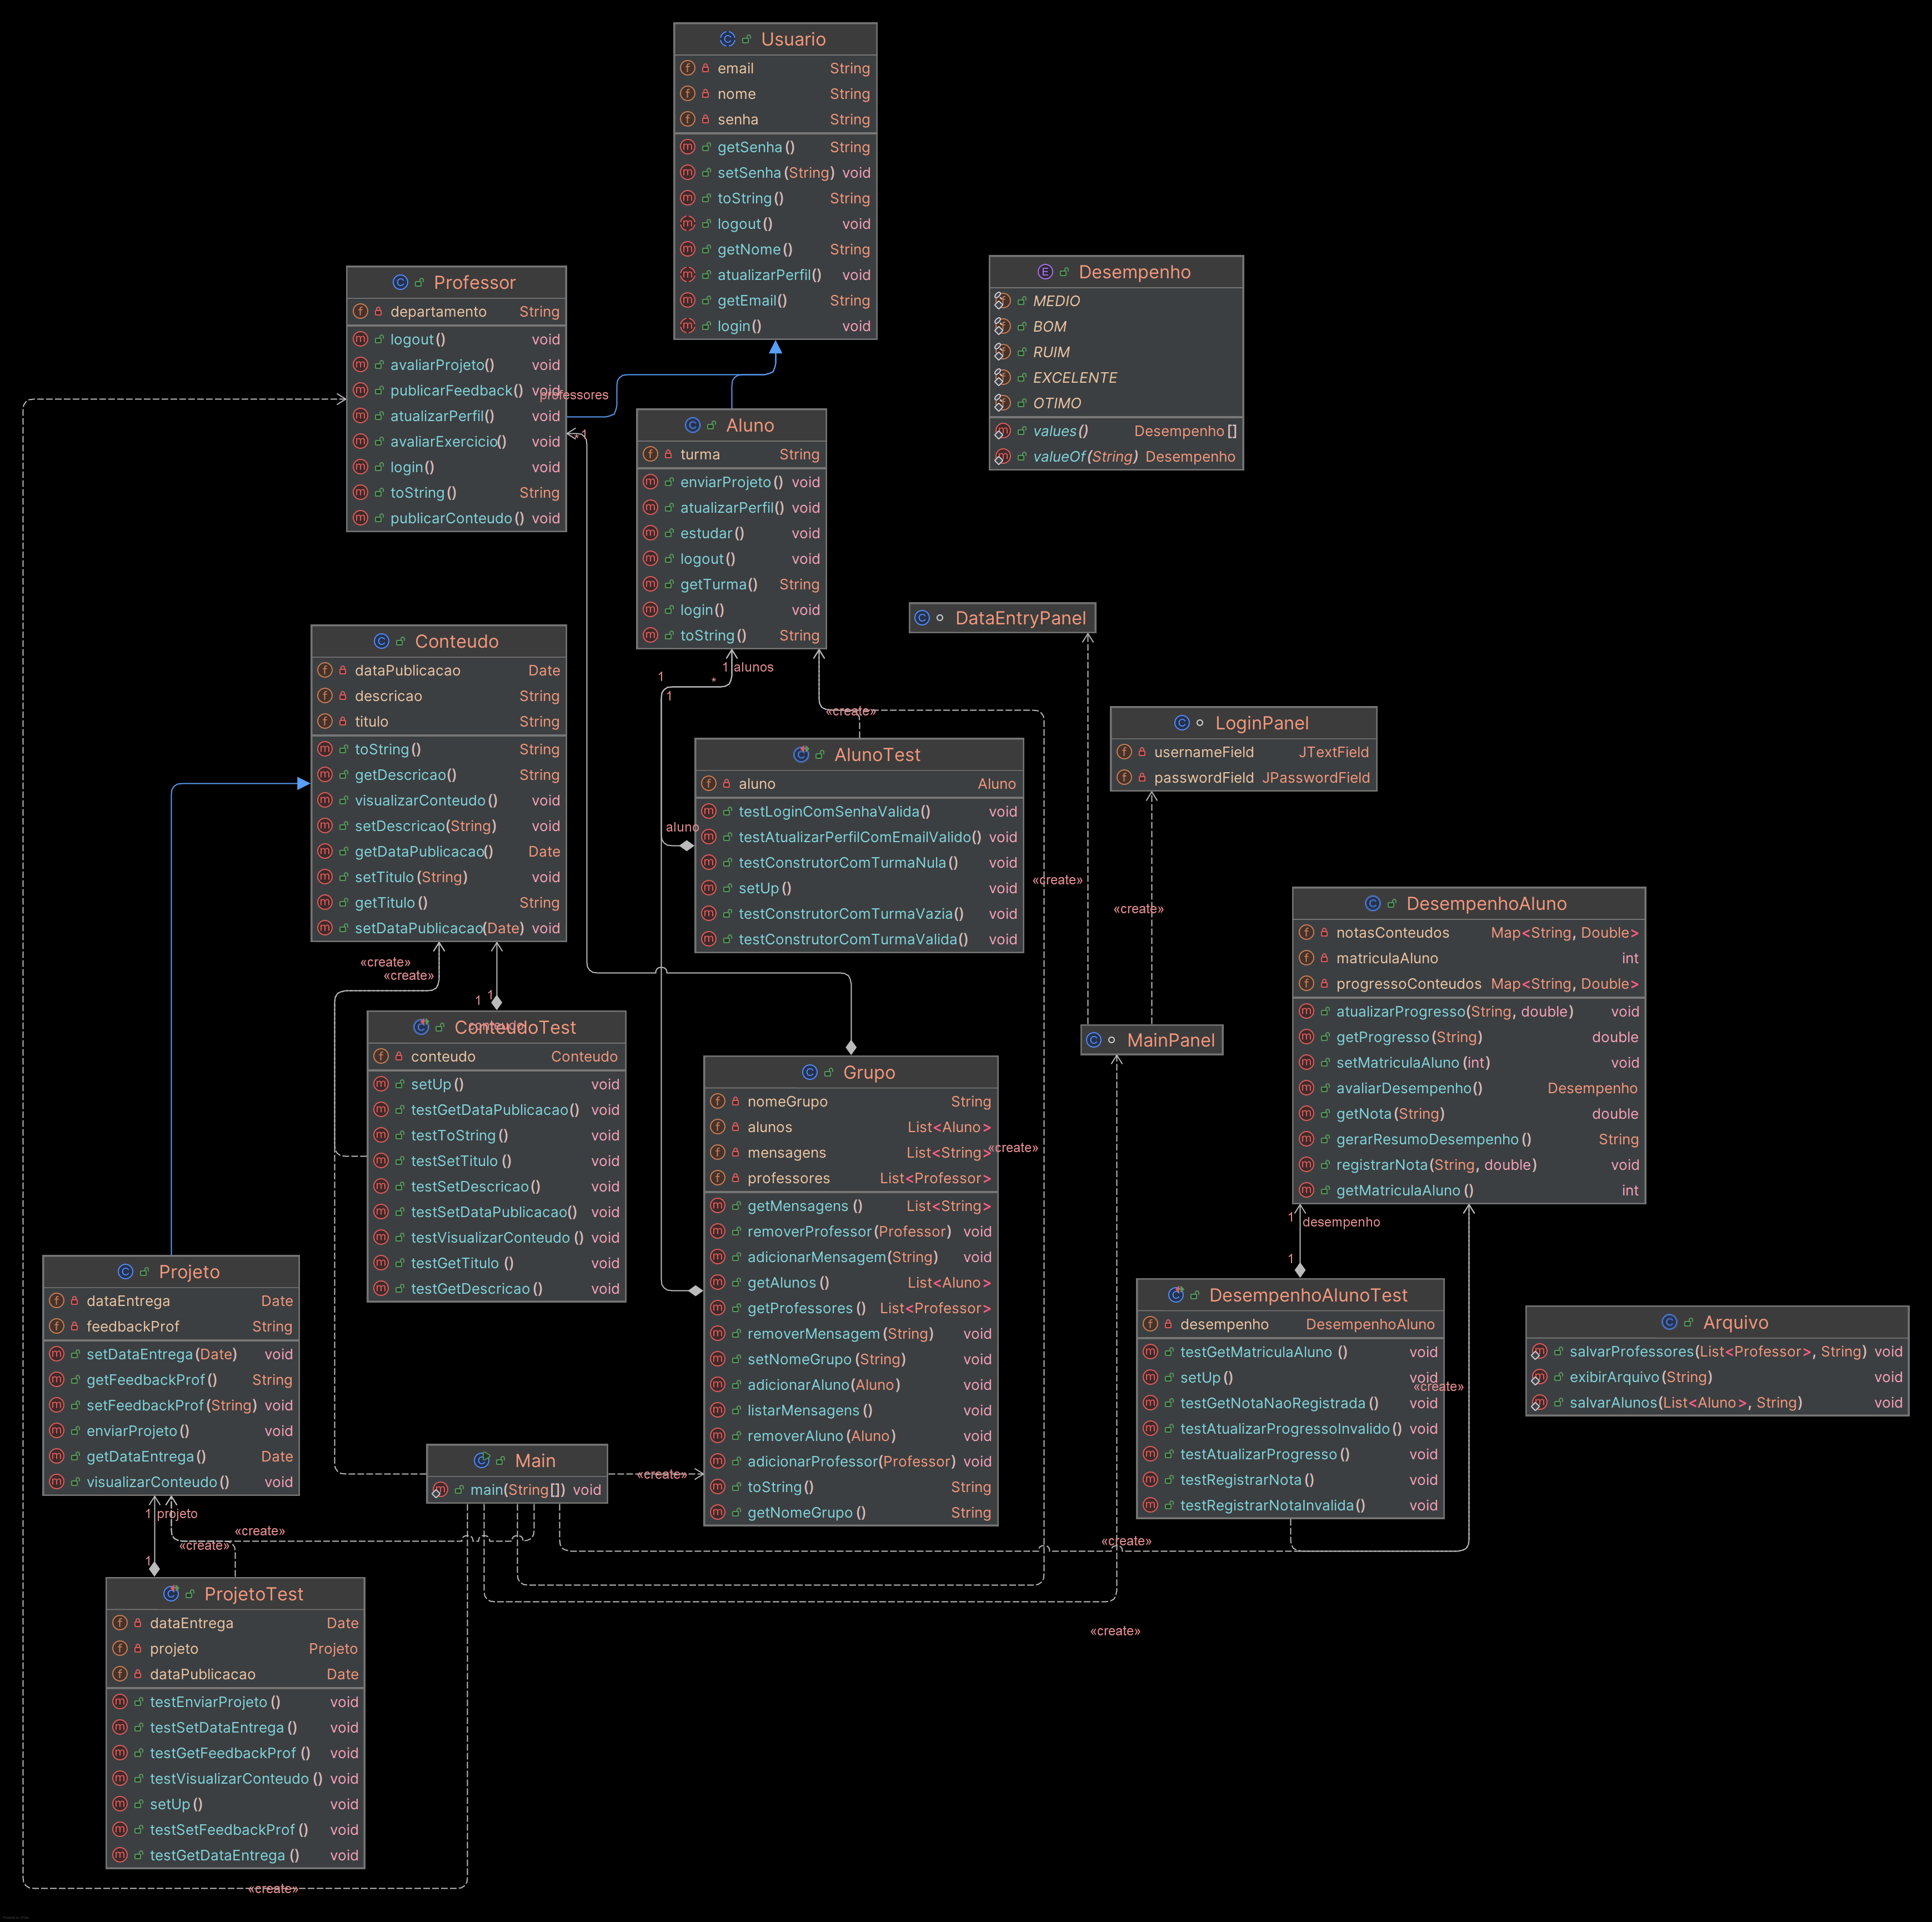 Usuario
email String
nome String
senha String
getSenha() String
setSenha(String) void
toString() String
logout() void
getNome() String
atualizarPerfil() void
getEmail() String
login() void
Professor
departamento String
logout() void
avaliarProjeto() void
publicarFeedback() void
atualizarPerfil() void
avaliarExercicio() void
login() void
toString() String
publicarConteudo() void
professores
*
1
Desempenho
MEDIO
BOM
RUIM
EXCELENTE
OTIMO
values() Desempenho[]
valueOf(String) Desempenho
Aluno
turma String
enviarProjeto() void
atualizarPerfil() void
estudar() void
logout() void
getTurma() String
login() void
toString() String
1 alunos
1
*
1
«create»
DataEntryPanel
Conteudo
dataPublicacao Date
descricao String
titulo String
toString() String
getDescricao() String
visualizarConteudo() void
setDescricao(String) void
getDataPublicacao() Date
setTitulo(String) void
getTitulo() String
setDataPublicacao(Date) void
LoginPanel
usernameField JTextField
passwordField JPasswordField
AlunoTest
aluno Aluno
testLoginComSenhaValida() void
testAtualizarPerfilComEmailValido() void
testConstrutorComTurmaNula() void
setUp() void
testConstrutorComTurmaVazia() void
testConstrutorComTurmaValida() void
aluno
«create»
«create»
DesempenhoAluno
notasConteudos Map<String, Double>
matriculaAluno int
progressoConteudos Map<String, Double>
atualizarProgresso(String, double) void
getProgresso(String) double
setMatriculaAluno(int) void
avaliarDesempenho() Desempenho
getNota(String) double
gerarResumoDesempenho() String
registrarNota(String, double) void
getMatriculaAluno() int
«create»
«create»
1
1
conteudo
ConteudoTest
conteudo Conteudo
setUp() void
testGetDataPublicacao() void
testToString() void
testSetTitulo() void
testSetDescricao() void
testSetDataPublicacao() void
testVisualizarConteudo() void
testGetTitulo() void
testGetDescricao() void
MainPanel
Grupo
nomeGrupo String
alunos List<Aluno>
mensagens List<String>
professores List<Professor>
getMensagens() List<String>
removerProfessor(Professor) void
adicionarMensagem(String) void
getAlunos() List<Aluno>
getProfessores() List<Professor>
removerMensagem(String) void
setNomeGrupo(String) void
adicionarAluno(Aluno) void
listarMensagens() void
removerAluno(Aluno) void
adicionarProfessor(Professor) void
toString() String
getNomeGrupo() String
«create»
1 desempenho
1
DesempenhoAlunoTest
desempenho DesempenhoAluno
testGetMatriculaAluno() void
setUp() void
testGetNotaNaoRegistrada() void
testAtualizarProgressoInvalido() void
testAtualizarProgresso() void
testRegistrarNota() void
testRegistrarNotaInvalida() void
«create»
Arquivo
salvarProfessores(List<Professor>, String) void
exibirArquivo(String) void
salvarAlunos(List<Aluno>, String) void
Projeto
dataEntrega Date
feedbackProf String
setDataEntrega(Date) void
getFeedbackProf() String
setFeedbackProf(String) void
enviarProjeto() void
getDataEntrega() Date
visualizarConteudo() void
Main
main(String[]) void
«create»
1 projeto
«create»
«create»
1
«create»
ProjetoTest
dataEntrega Date
projeto Projeto
dataPublicacao Date
testEnviarProjeto() void
testSetDataEntrega() void
testGetFeedbackProf() void
testVisualizarConteudo() void
setUp() void
testSetFeedbackProf() void
testGetDataEntrega() void
«create»
«create»